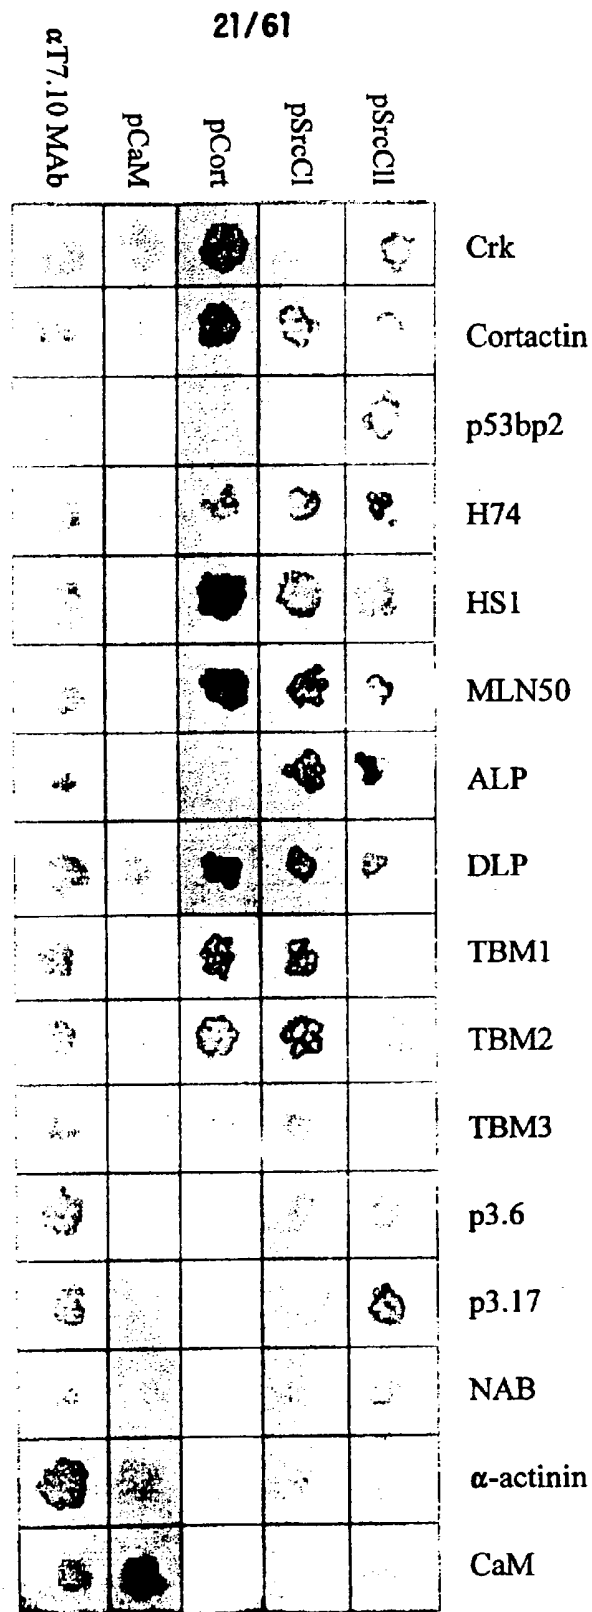 21/61
αT7.10 MAb
pCaM
pCort
pSrcCI
pSrcCII
Crk
Cortactin
p53bp2
H74
HS1
MLN50
ALP
DLP
TBM1
TBM2
TBM3
p3.6
p3.17
NAB
α-actinin
CaM